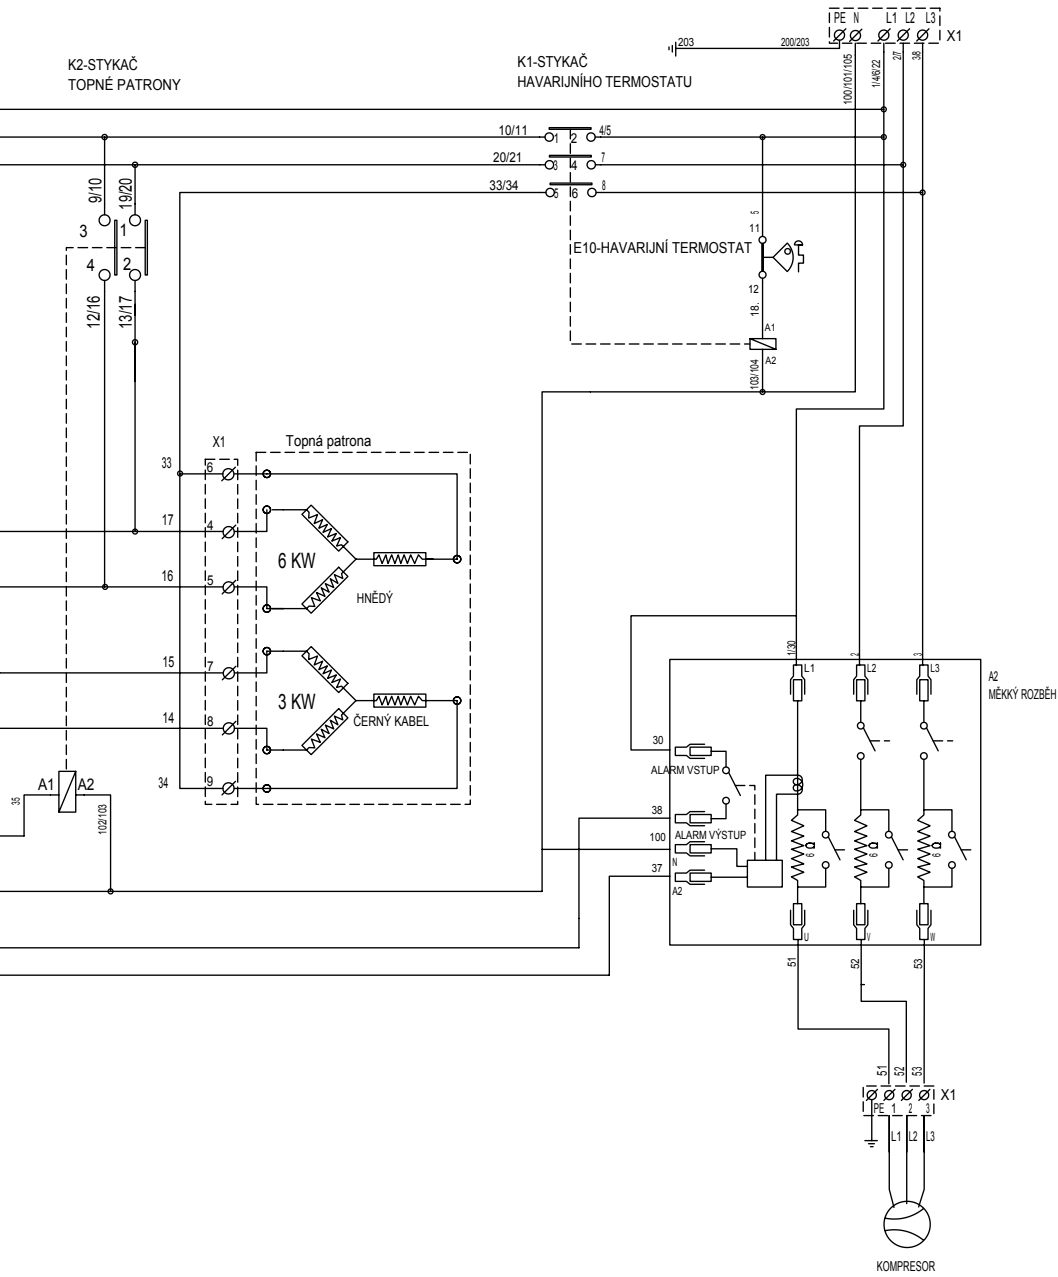 PE N L1 L2 L3
X1
203
200/203
100/101/105
1/4/6/22
2/7
3/8
K2-STYKAČ
TOPNÉ PATRONY
K1-STYKAČ
HAVARIJNÍHO TERMOSTATU
10/11 1 2 4/5
20/21 3 4 7
33/34 5 6 8
9/10
19/20
3 1
4 2
12/16
13/17
5
11
E10-HAVARIJNÍ TERMOSTAT
12
18.
A1
A2
103/104
X1
Topná patrona
33 6
17 4
6 KW
16 5
HNĚDÝ
15 7
3 KW
14 8
ČERNÝ KABEL
34 9
A1 A2
35
102/103
1/30
2
3
L1 L2 L3
A2
MĚKKÝ ROZBĚH
30
ALARM VSTUP
38
ALARM VÝSTUP
100
N
37
A2
6 Ω
6 Ω
6 Ω
U V W
51
52
53
51
52
53
X1
PE 1 2 3
L1 L2 L3
KOMPRESOR